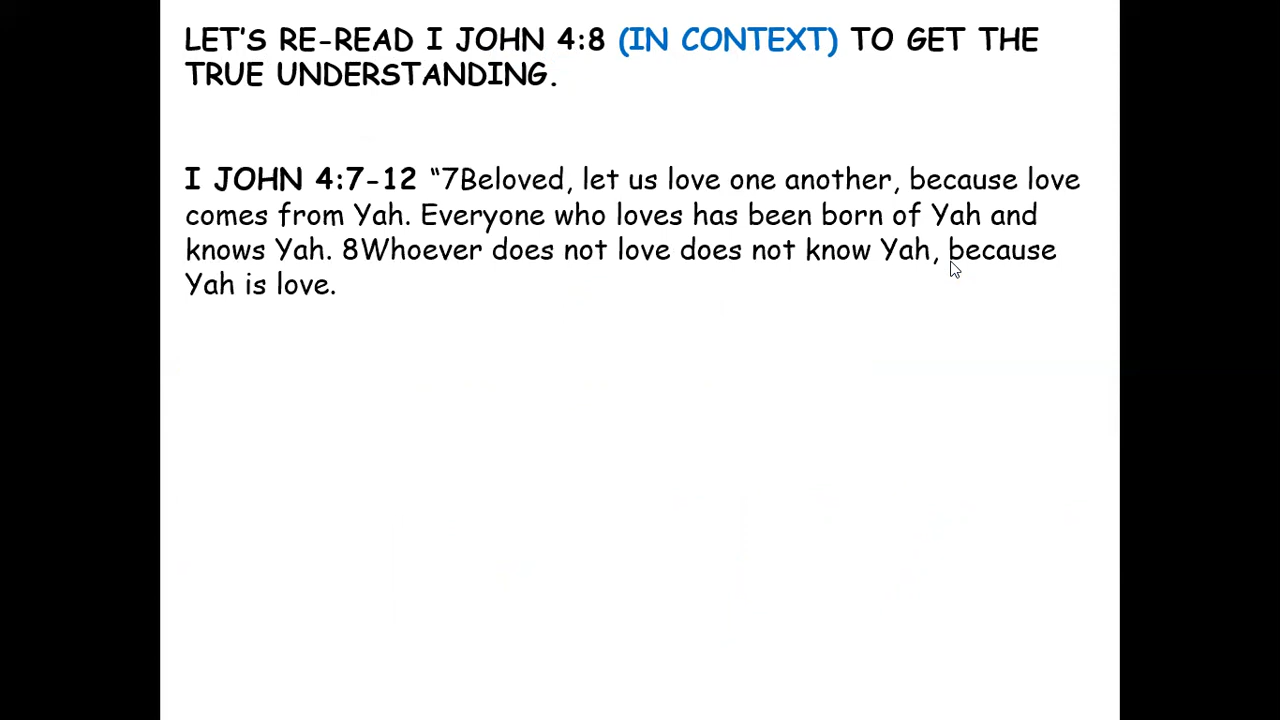 LET'S RE-READ I JOHN 4:8 (IN CONTEXT) TO GET THE
TRUE UNDERSTANDING.
I JOHN 4:7-12 “7Beloved, let us love one another, because love
comes from Yah. Everyone who loves has been born of Yah and
knows Yah. 8Whoever does not love does not know Yah, because
Yah is love.